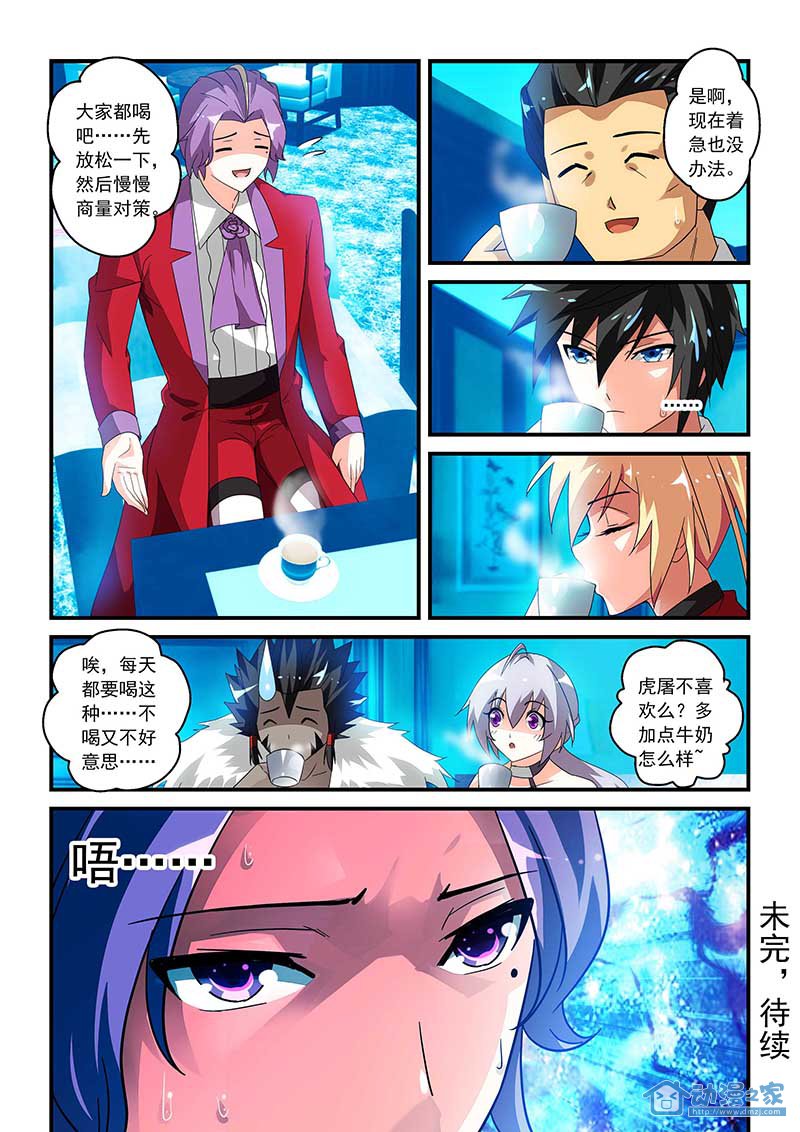 大家都喝
吧……先
放松一下，
然后慢慢
商量对策。
是啊，
现在着
急也没
办法。
……
唉，每天
都要喝这
种……不
喝又不好
意思……
虎屠不喜
欢么？多
加点牛奶
怎么样~
唔……
未完，待续
动漫之家
http://www.dmzj.com